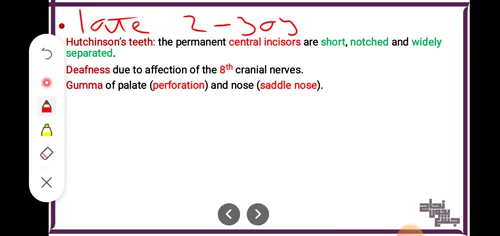 • late 2-30y
Hutchinson's teeth: the permanent central incisors are short, notched and widely
separated.
Deafness due to affection of the 8th cranial nerves.
Gumma of palate (perforation) and nose (saddle nose).